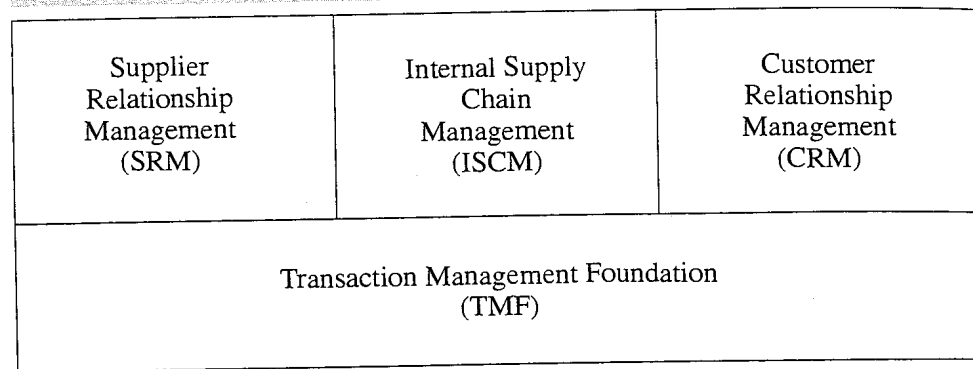 Supplier
Relationship
Management
(SRM)
Internal Supply
Chain
Management
(ISCM)
Customer
Relationship
Management
(CRM)
Transaction Management Foundation
(TMF)